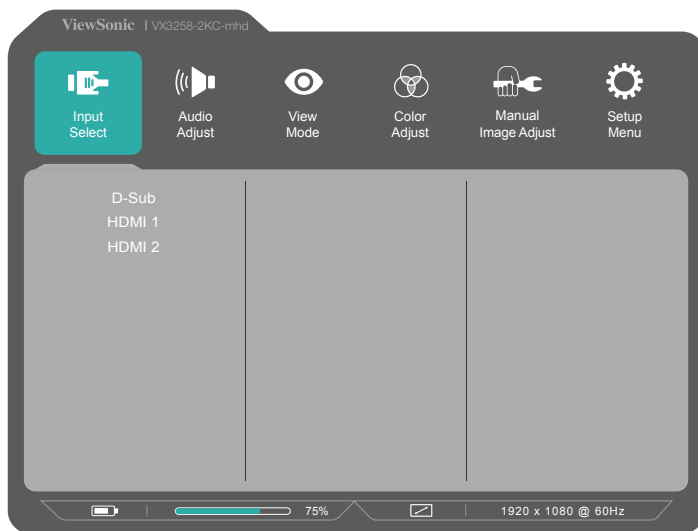 ViewSonic | VX3258-2KC-mhd
Input Select
Audio Adjust
View Mode
Color Adjust
Manual Image Adjust
Setup Menu
D-Sub
HDMI 1
HDMI 2
75%
1920 x 1080 @ 60Hz